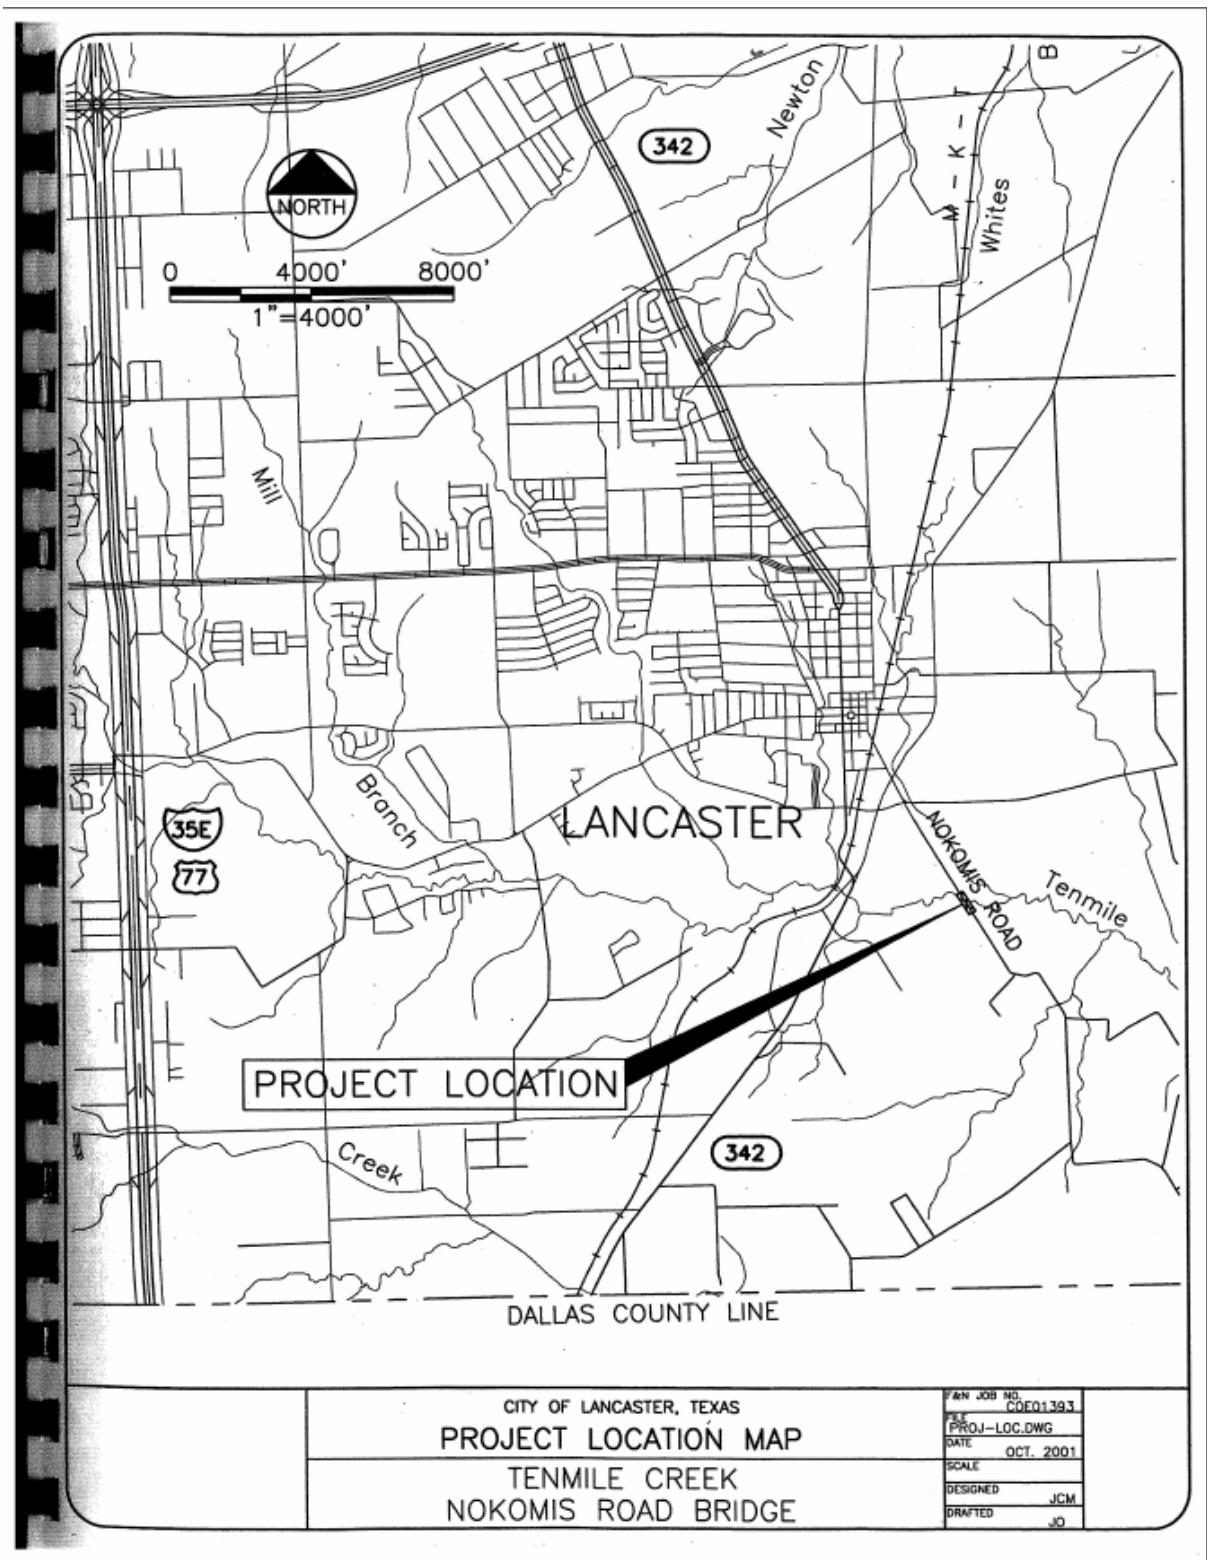 B
342
Newton
M-K-T
Whites
NORTH
0 4000' 8000'
1"=4000'
Mill
Branch
LANCASTER
35E
77
NOKOMIS ROAD
Tenmile
PROJECT LOCATION
342
Creek
DALLAS COUNTY LINE
CITY OF LANCASTER, TEXAS
PROJECT LOCATION MAP
TENMILE CREEK
NOKOMIS ROAD BRIDGE
F&N JOB NO.
COE01393
FILE
PROJ-LOC.DWG
DATE
OCT. 2001
SCALE
DESIGNED
JCM
DRAFTED
JO